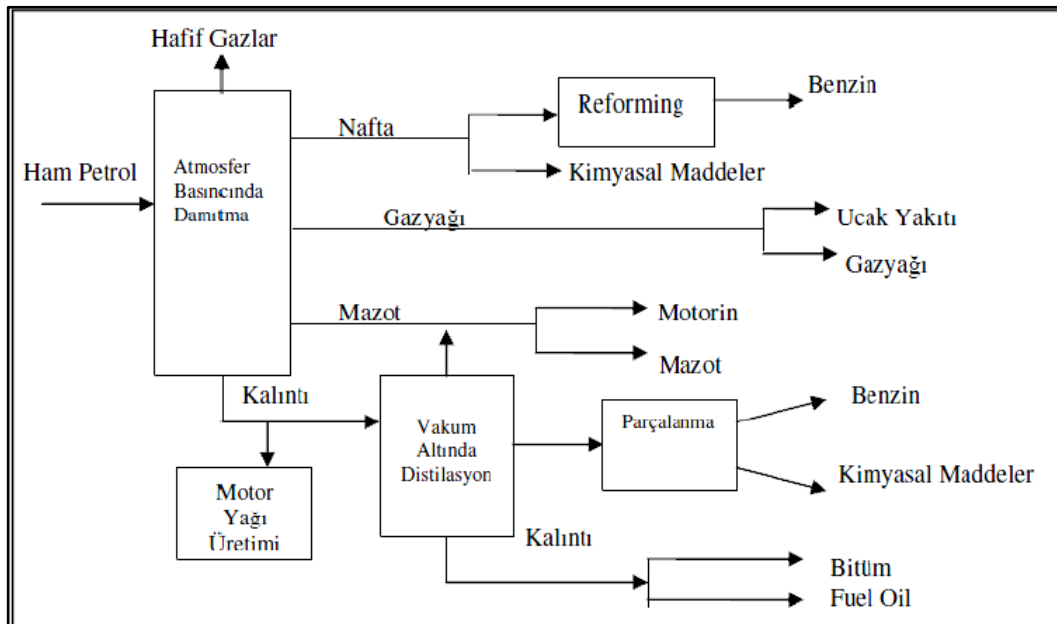 Hafif Gazlar
Benzin
Reforming
Nafta
Ham Petrol
Atmosfer
Basıncında
Damıtma
Kimyasal Maddeler
Gazyağı
Ucak Yakıtı
Gazyağı
Mazot
Motorin
Mazot
Kalıntı
Benzin
Vakum
Altında
Distilasyon
Parçalanma
Kimyasal Maddeler
Motor
Yağı
Üretimi
Kalıntı
Bitüm
Fuel Oil